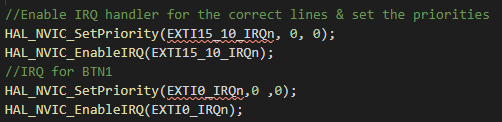 //Enable IRQ handler for the correct lines & set the priorities
HAL_NVIC_SetPriority(EXTI15_10_IRQn, 0, 0);
HAL_NVIC_EnableIRQ(EXTI15_10_IRQn);
//IRQ for BTN1
HAL_NVIC_SetPriority(EXTI0_IRQn,0 ,0);
HAL_NVIC_EnableIRQ(EXTI0_IRQn);